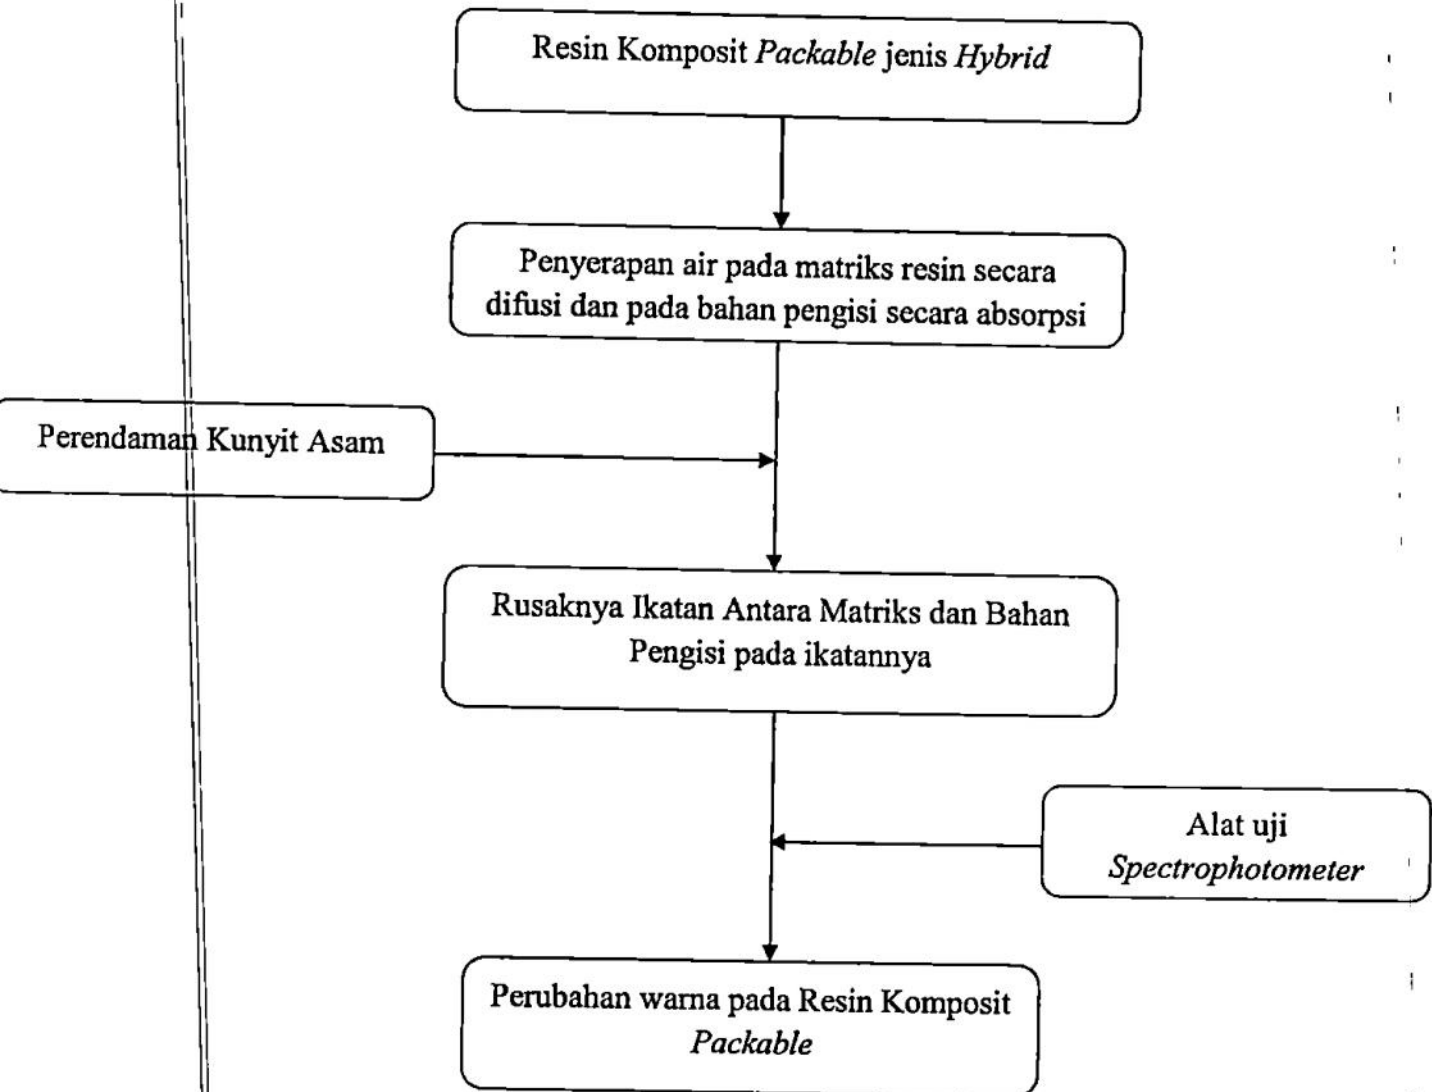 Resin Komposit Packable jenis Hybrid
Penyerapan air pada matriks resin secara
difusi dan pada bahan pengisi secara absorpsi
Perendaman Kunyit Asam
Rusaknya Ikatan Antara Matriks dan Bahan
Pengisi pada ikatannya
Alat uji
Spectrophotometer
Perubahan warna pada Resin Komposit
Packable